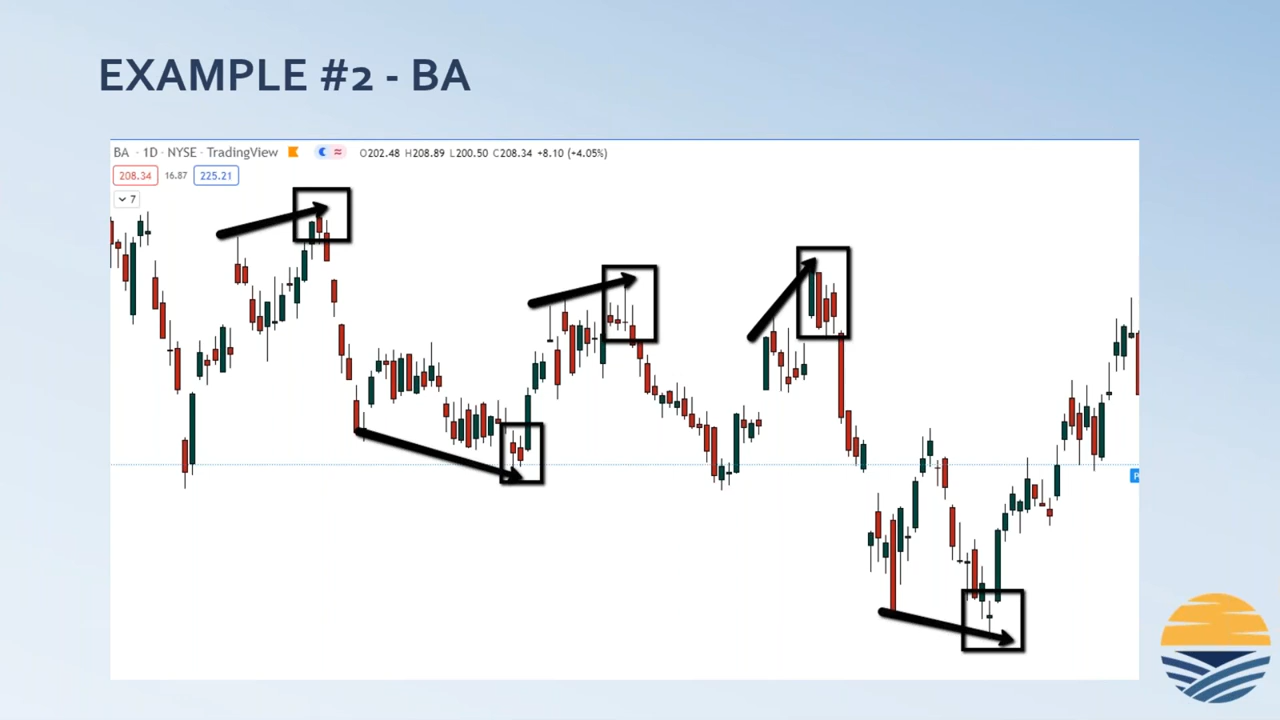 EXAMPLE #2 - BA
BA · 1D · NYSE · TradingView O202.48 H208.89 L200.50 C208.34 +8.10 (+4.05%)
208.34 16.87 225.21
7
P